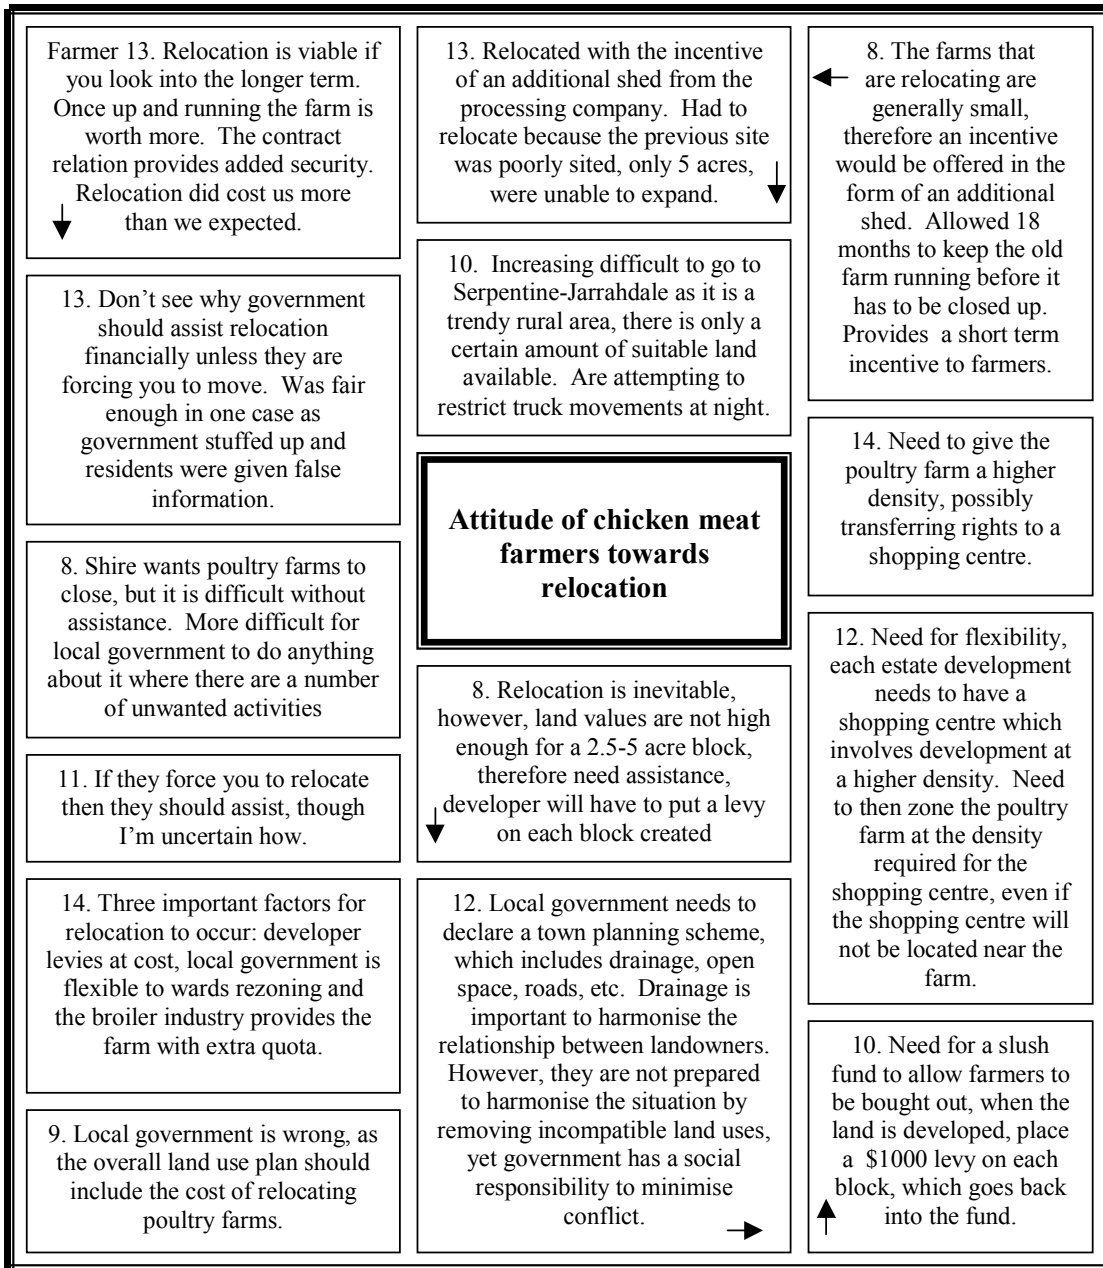 Farmer 13. Relocation is viable if
you look into the longer term.
Once up and running the farm is
worth more. The contract
relation provides added security.
Relocation did cost us more
than we expected.
13. Don't see why government
should assist relocation
financially unless they are
forcing you to move. Was fair
enough in one case as
government stuffed up and
residents were given false
information.
8. Shire wants poultry farms to
close, but it is difficult without
assistance. More difficult for
local government to do anything
about it where there are a number
of unwanted activities
11. If they force you to relocate
then they should assist, though
I'm uncertain how.
14. Three important factors for
relocation to occur: developer
levies at cost, local government is
flexible to wards rezoning and
the broiler industry provides the
farm with extra quota.
9. Local government is wrong, as
the overall land use plan should
include the cost of relocating
poultry farms.
13. Relocated with the incentive
of an additional shed from the
processing company. Had to
relocate because the previous site
was poorly sited, only 5 acres,
were unable to expand.
10. Increasing difficult to go to
Serpentine-Jarrahdale as it is a
trendy rural area, there is only a
certain amount of suitable land
available. Are attempting to
restrict truck movements at night.
Attitude of chicken meat
farmers towards
relocation
8. Relocation is inevitable,
however, land values are not high
enough for a 2.5-5 acre block,
therefore need assistance,
developer will have to put a levy
on each block created
12. Local government needs to
declare a town planning scheme,
which includes drainage, open
space, roads, etc. Drainage is
important to harmonise the
relationship between landowners.
However, they are not prepared
to harmonise the situation by
removing incompatible land uses,
yet government has a social
responsibility to minimise
conflict.
8. The farms that
are relocating are
generally small,
therefore an incentive
would be offered in the
form of an additional
shed. Allowed 18
months to keep the old
farm running before it
has to be closed up.
Provides a short term
incentive to farmers.
14. Need to give the
poultry farm a higher
density, possibly
transferring rights to a
shopping centre.
12. Need for flexibility,
each estate development
needs to have a
shopping centre which
involves development at
a higher density. Need
to then zone the poultry
farm at the density
required for the
shopping centre, even if
the shopping centre will
not be located near the
farm.
10. Need for a slush
fund to allow farmers to
be bought out, when the
land is developed, place
a $1000 levy on each
block, which goes back
into the fund.